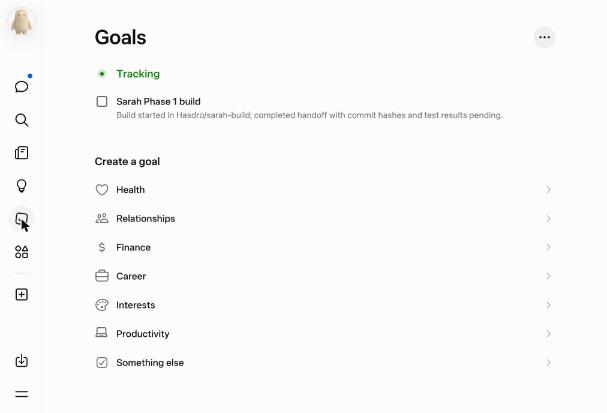 Goals
Tracking
Sarah Phase 1 build
Build started in Hasdro/sarah-build; completed handoff with commit hashes and test results pending.
Create a goal
Health
Relationships
Finance
Career
Interests
Productivity
Something else